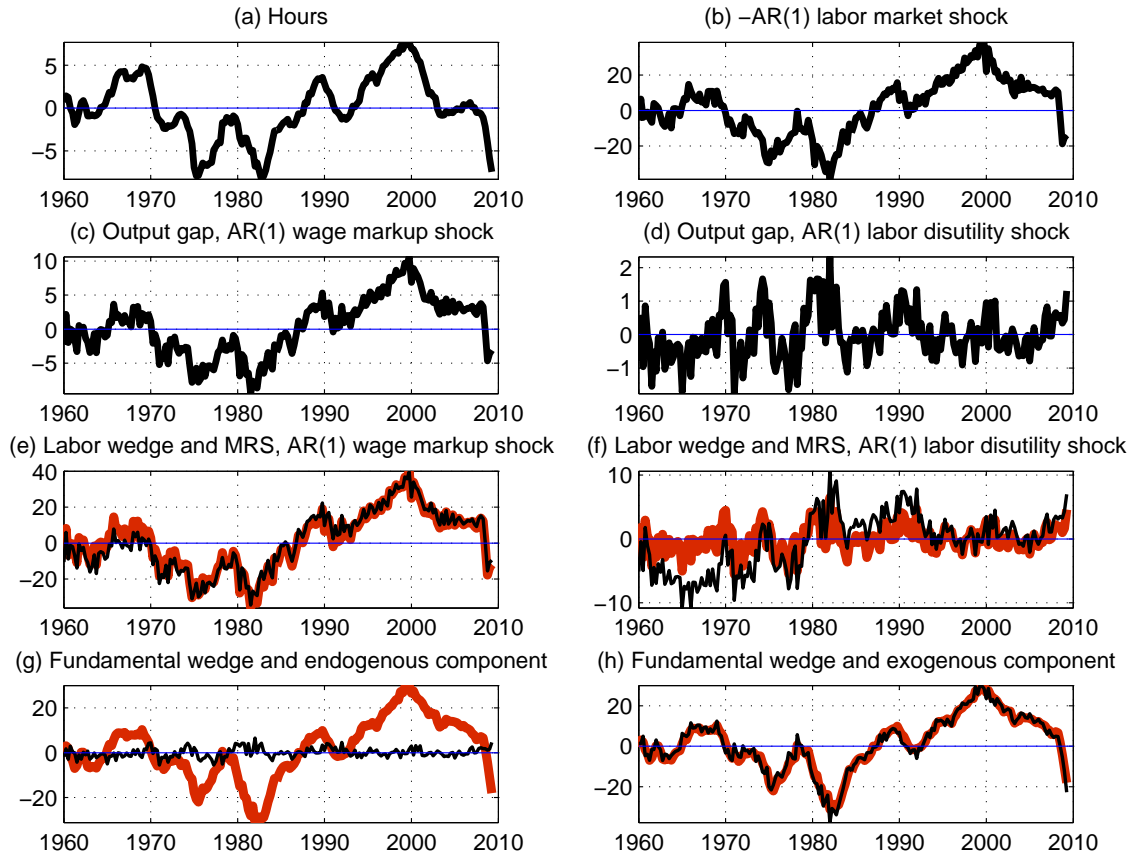 (a) Hours
5
0
−5
1960 1970 1980 1990 2000 2010
(b) −AR(1) labor market shock
20
0
−20
1960 1970 1980 1990 2000 2010
(c) Output gap, AR(1) wage markup shock
10
5
0
−5
1960 1970 1980 1990 2000 2010
(d) Output gap, AR(1) labor disutility shock
2
1
0
−1
1960 1970 1980 1990 2000 2010
(e) Labor wedge and MRS, AR(1) wage markup shock
40
20
0
−20
1960 1970 1980 1990 2000 2010
(f) Labor wedge and MRS, AR(1) labor disutility shock
10
0
−10
1960 1970 1980 1990 2000 2010
(g) Fundamental wedge and endogenous component
20
0
−20
1960 1970 1980 1990 2000 2010
(h) Fundamental wedge and exogenous component
20
0
−20
1960 1970 1980 1990 2000 2010